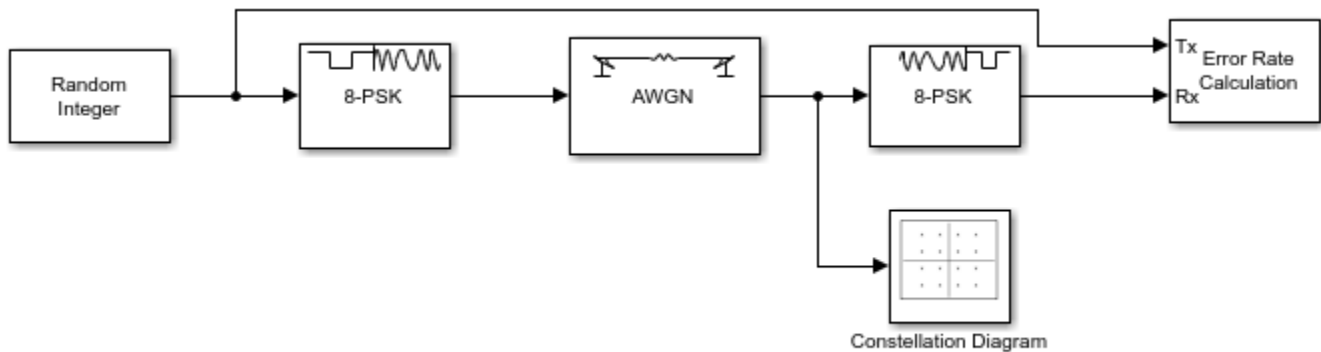 Random
Integer
8-PSK
AWGN
8-PSK
Tx
Rx
Error Rate
Calculation
Constellation Diagram